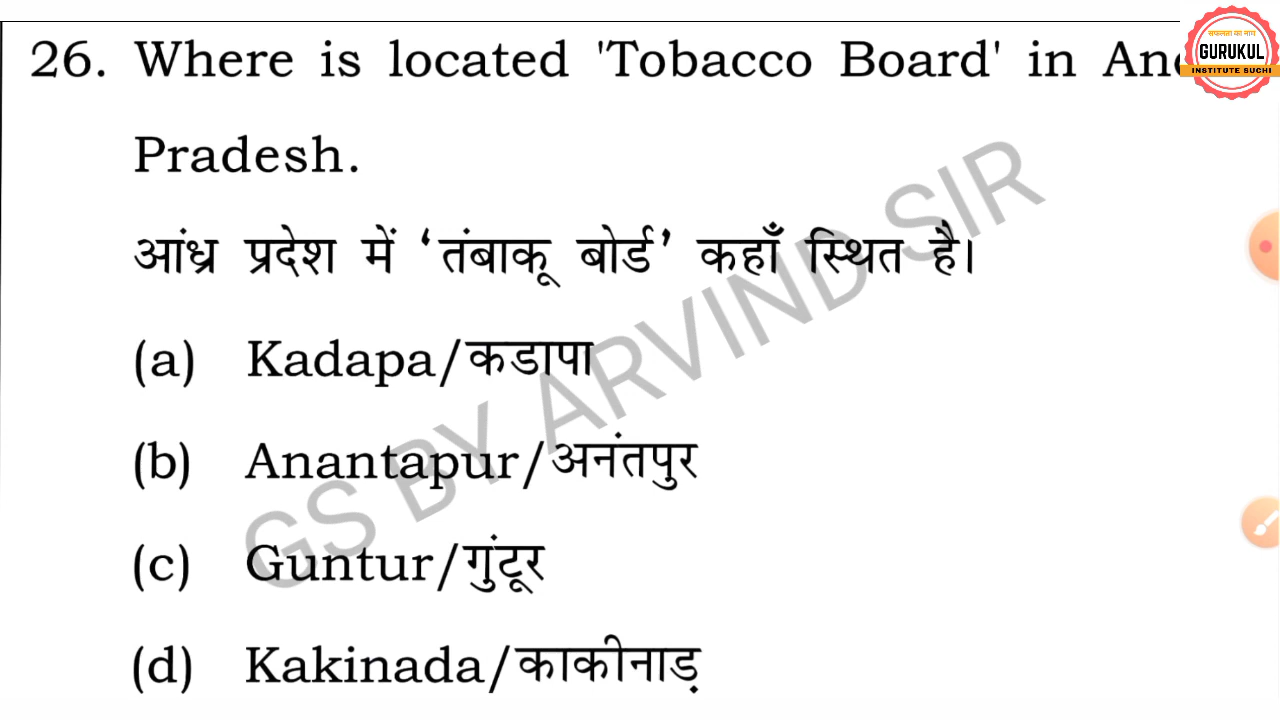 26. Where is located 'Tobacco Board' in
Pradesh.
आंध्र प्रदेश में ‘तंबाकू बोर्ड’ कहाँ स्थित है।
(a) Kadapa/कडापा
(b) Anantapur/अनंतपुर
(c) Guntur/गुंटूर
(d) Kakinada/काकीनाड़
GS BY ARVIND SIR
सफलता का नाम
GURUKUL
INSTITUTE SUCHI